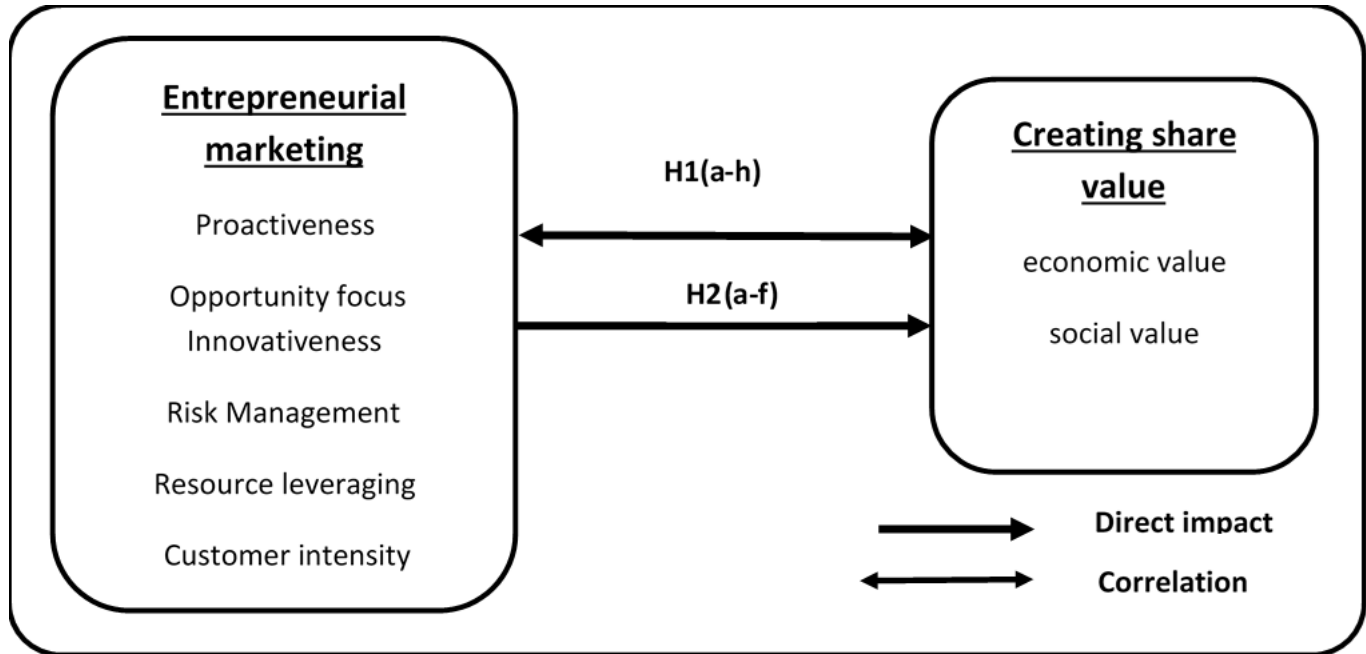 Entrepreneurial
marketing
Proactiveness
Opportunity focus
Innovativeness
Risk Management
Resource leveraging
Customer intensity
H1(a-h)
H2(a-f)
Creating share
value
economic value
social value
Direct impact
Correlation